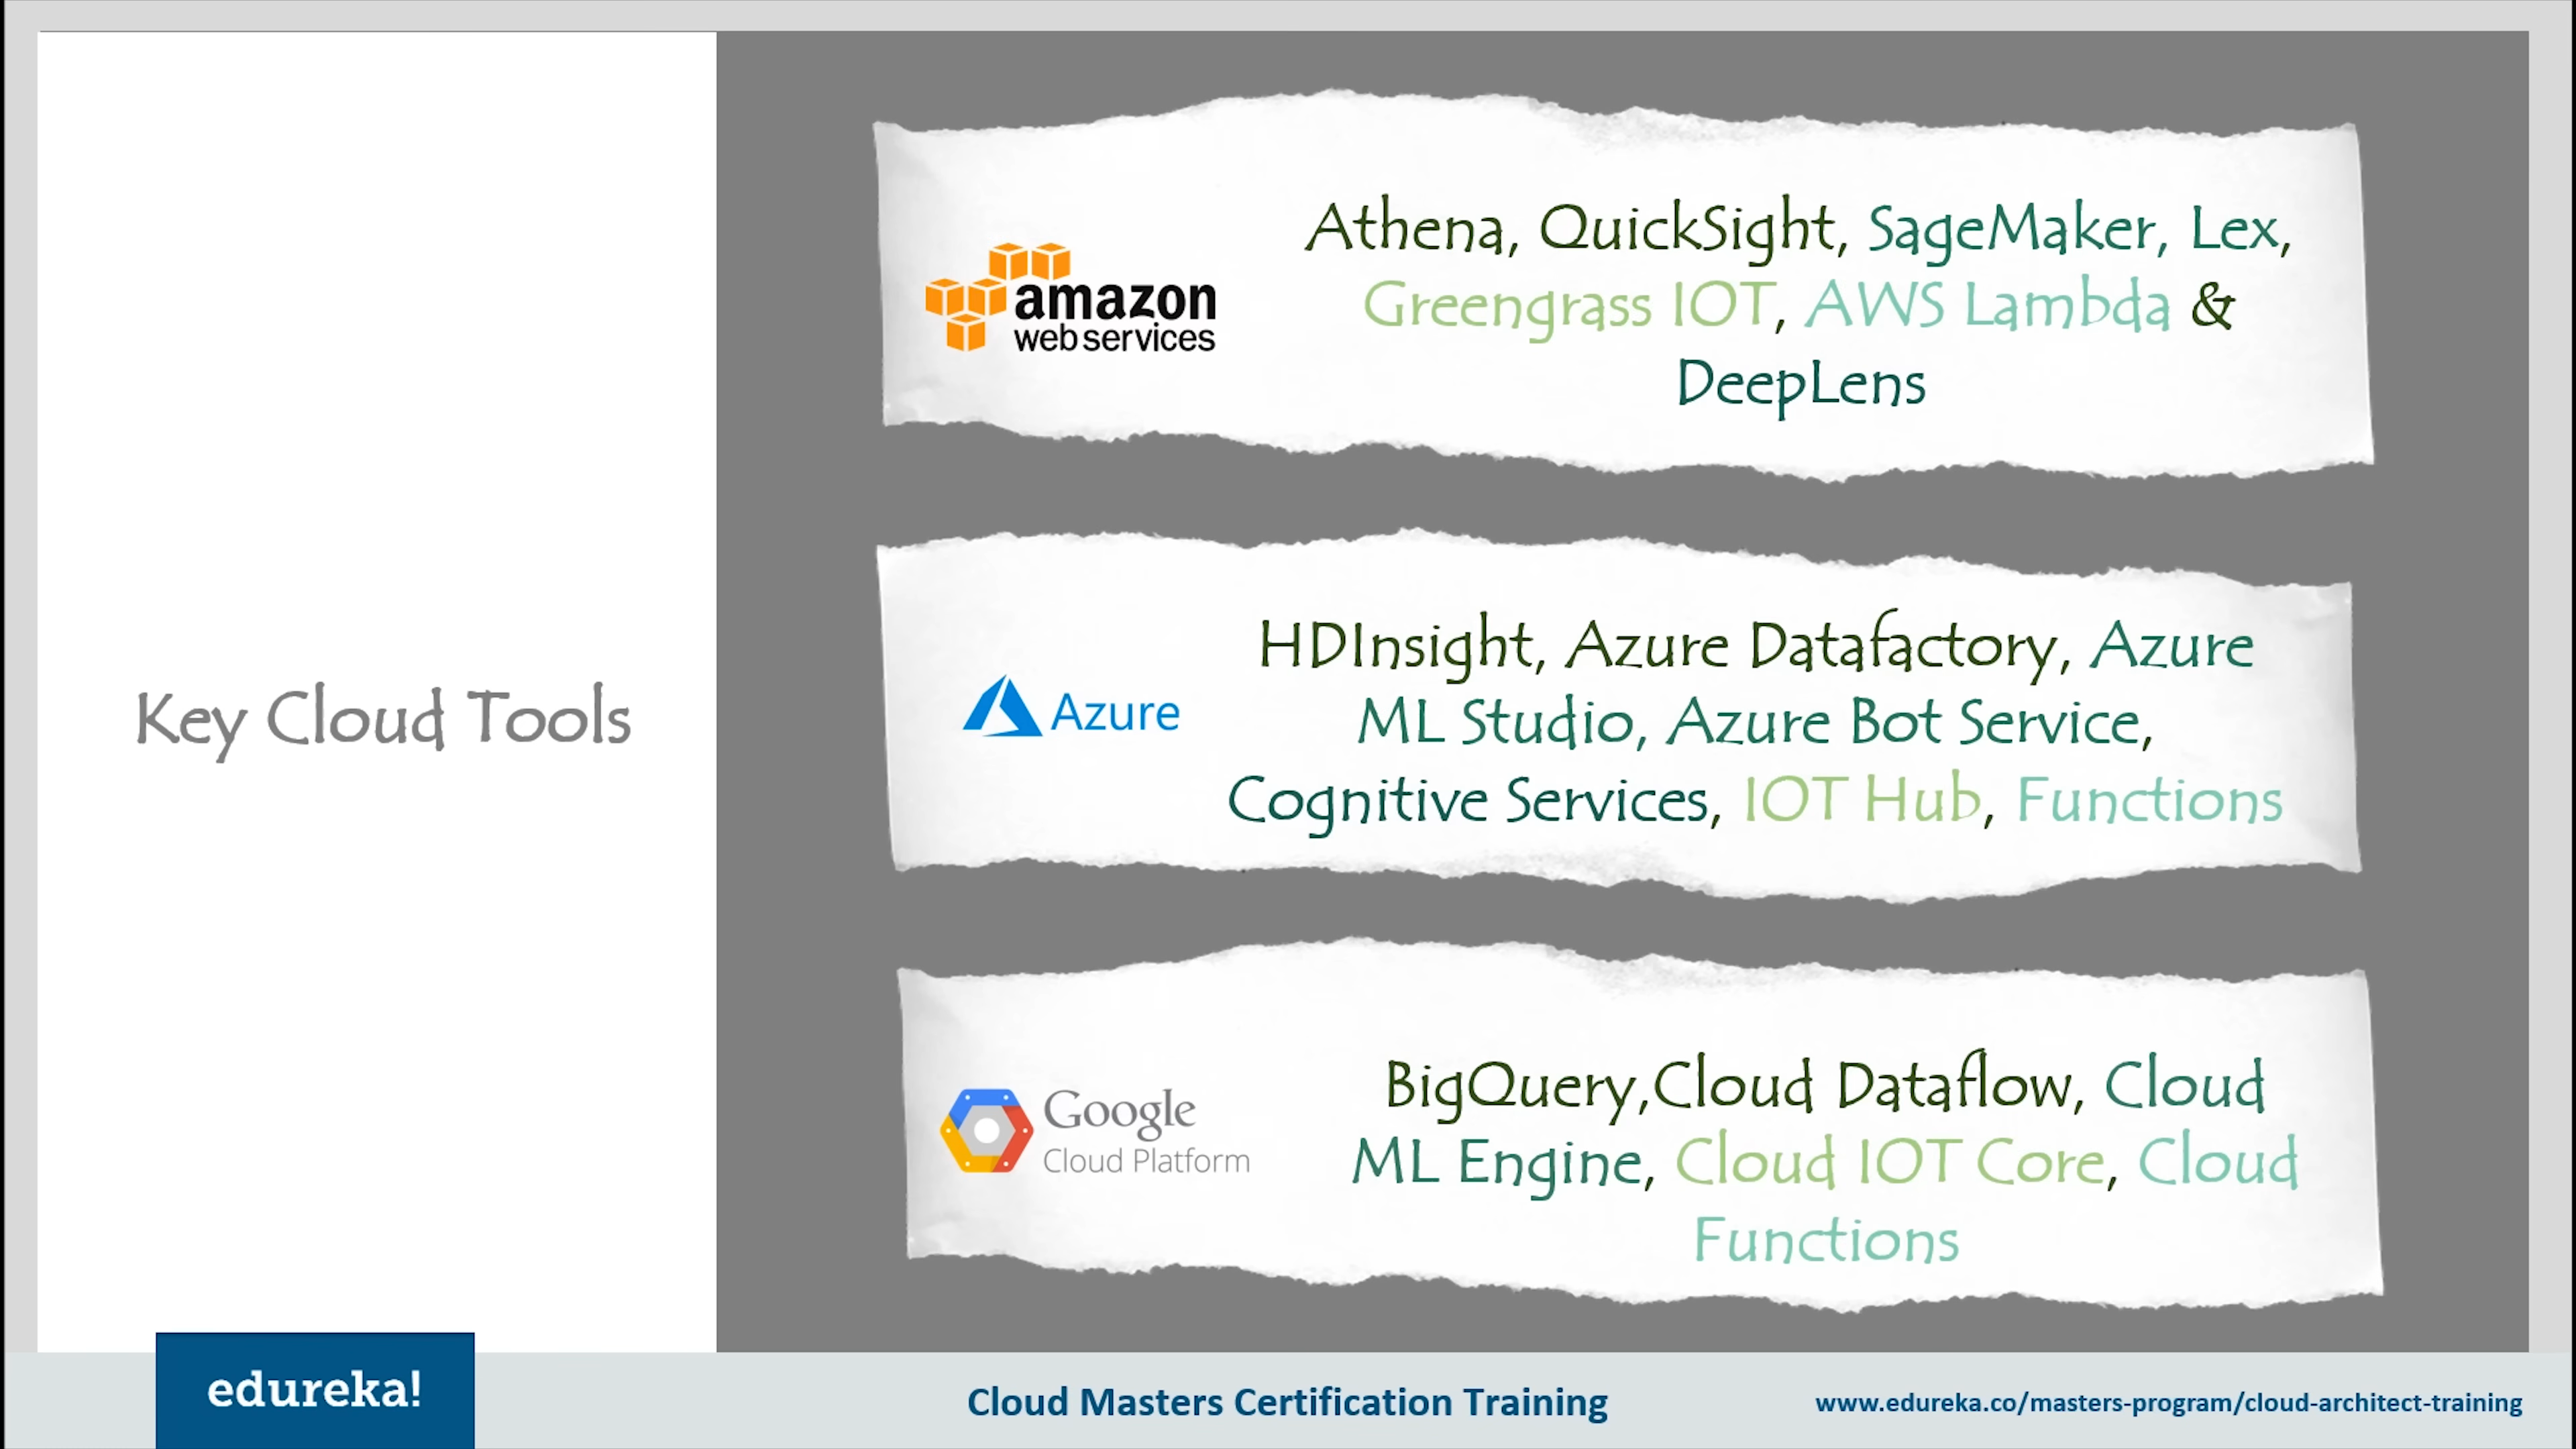 Key Cloud Tools
amazon
web services
Athena, QuickSight, SageMaker, Lex,
Greengrass IOT, AWS Lambda &
DeepLens
Azure
HDInsight, Azure Datafactory, Azure
ML Studio, Azure Bot Service,
Cognitive Services, IOT Hub, Functions
Google
Cloud Platform
BigQuery,Cloud Dataflow, Cloud
ML Engine, Cloud IOT Core, Cloud
Functions
edureka!
Cloud Masters Certification Training
www.edureka.co/masters-program/cloud-architect-training